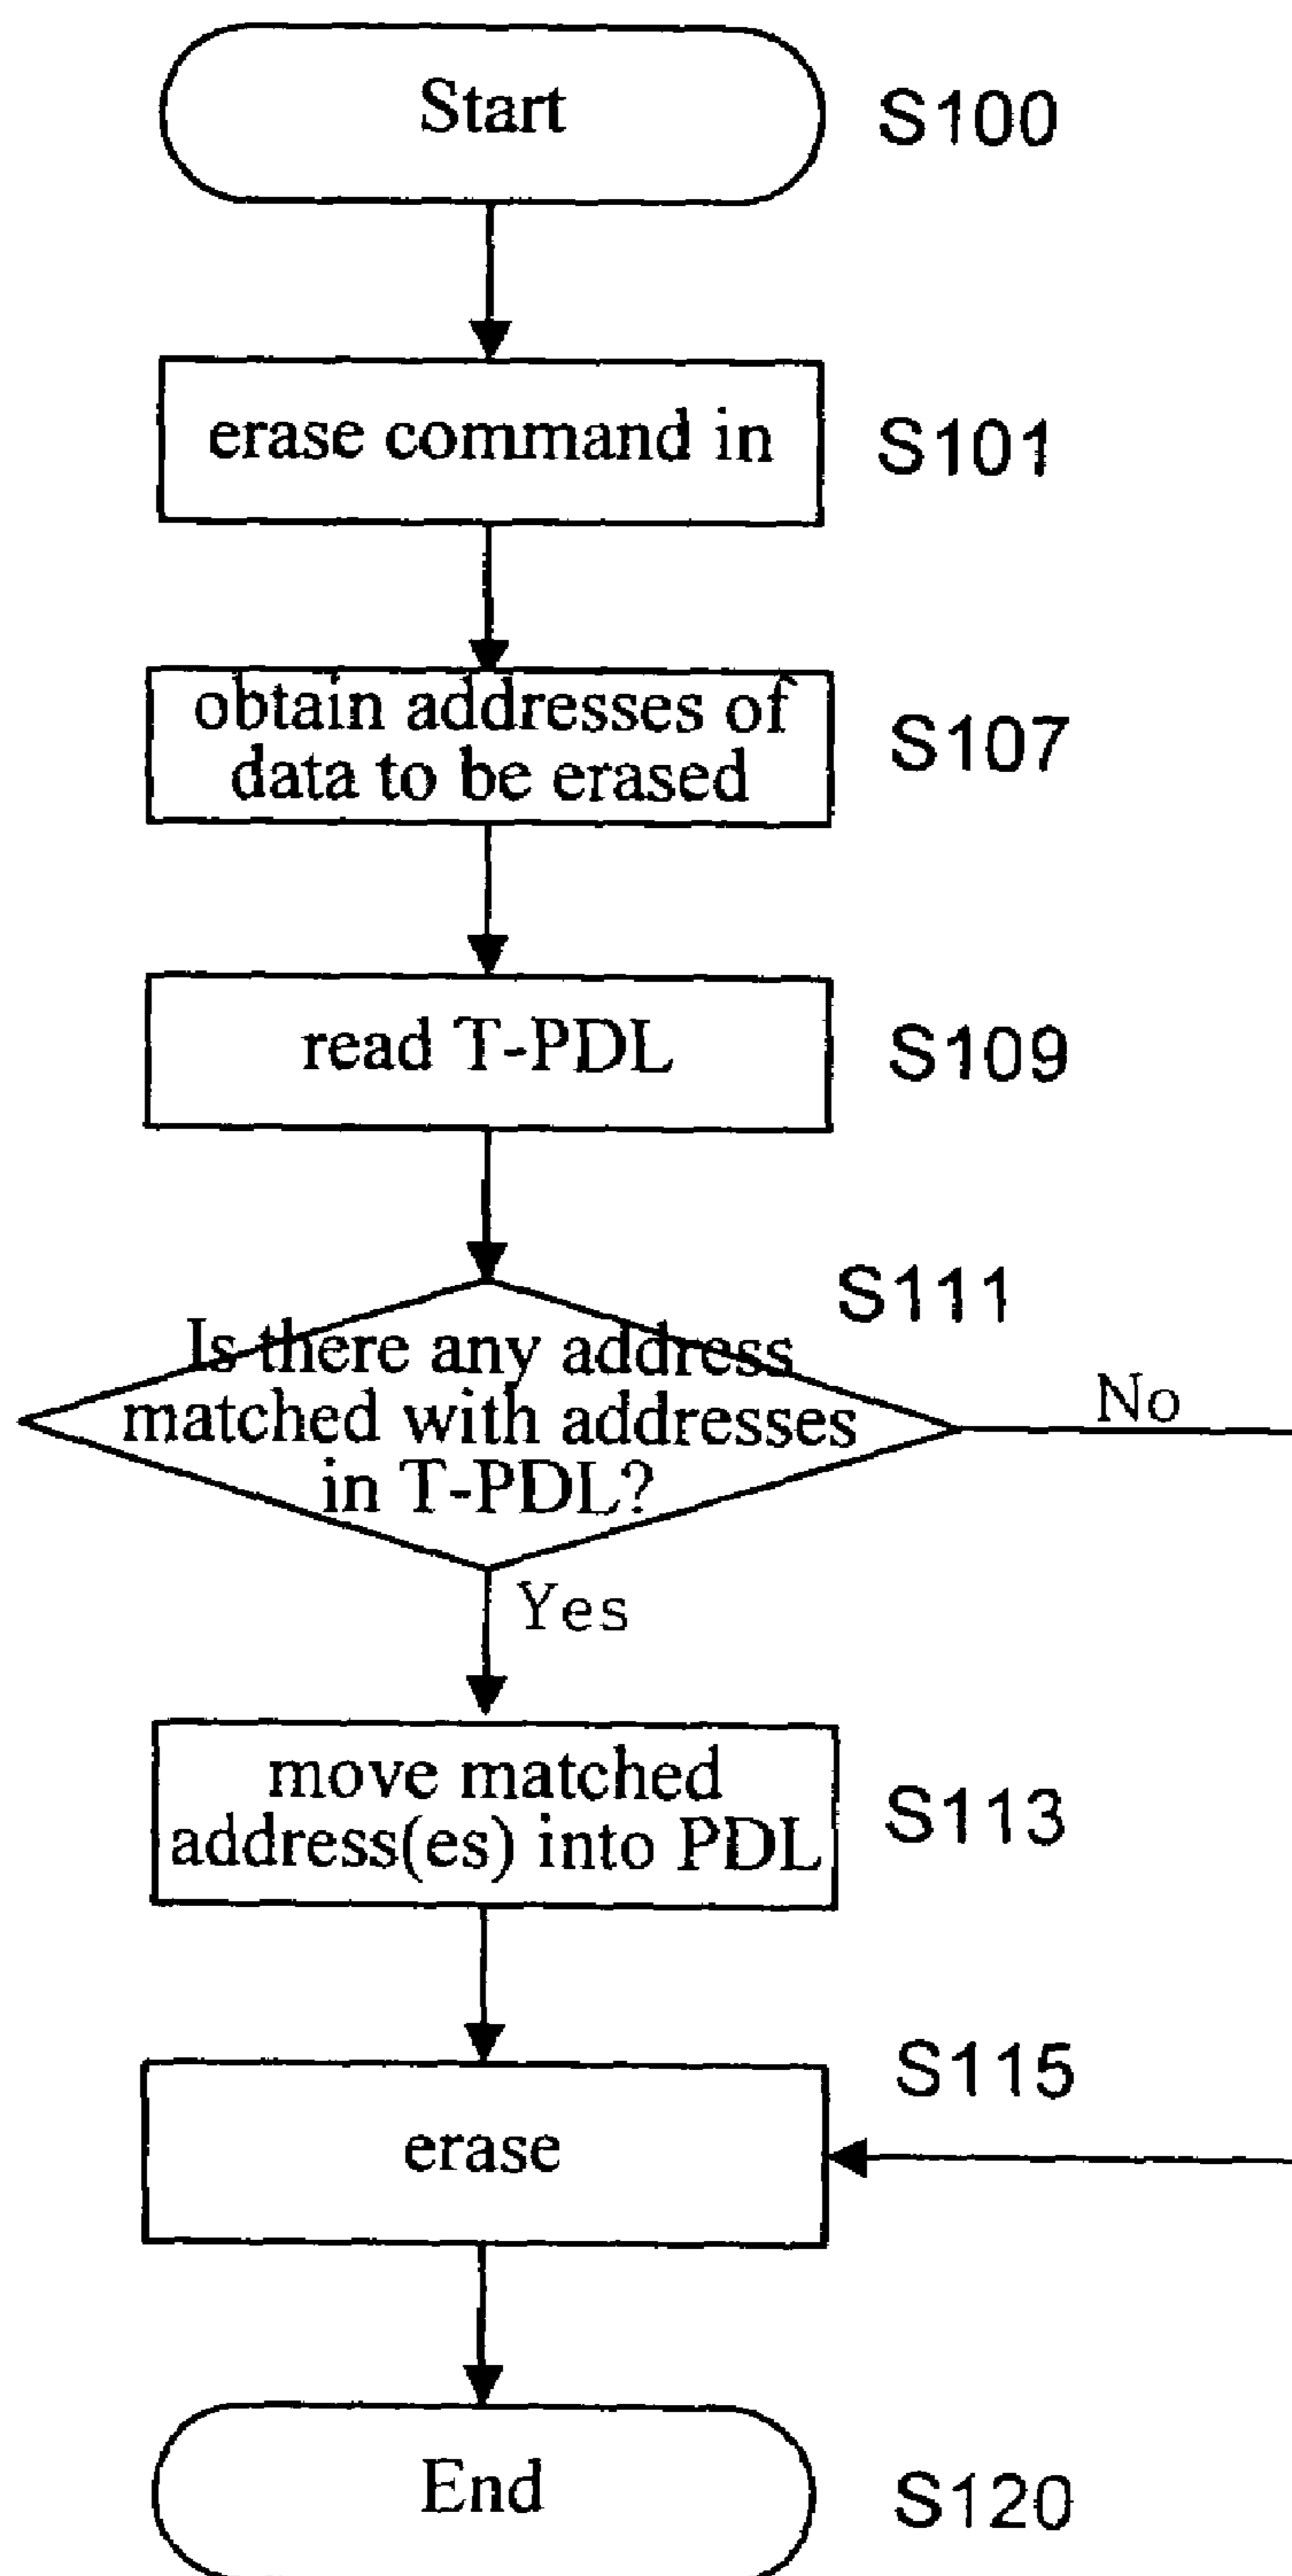 Start
S100
erase command in
S101
obtain addresses of
data to be erased
S107
read T-PDL
S109
S111
Is there any address
matched with addresses
in T-PDL?
No
Yes
move matched
address(es) into PDL
S113
S115
erase
End
S120